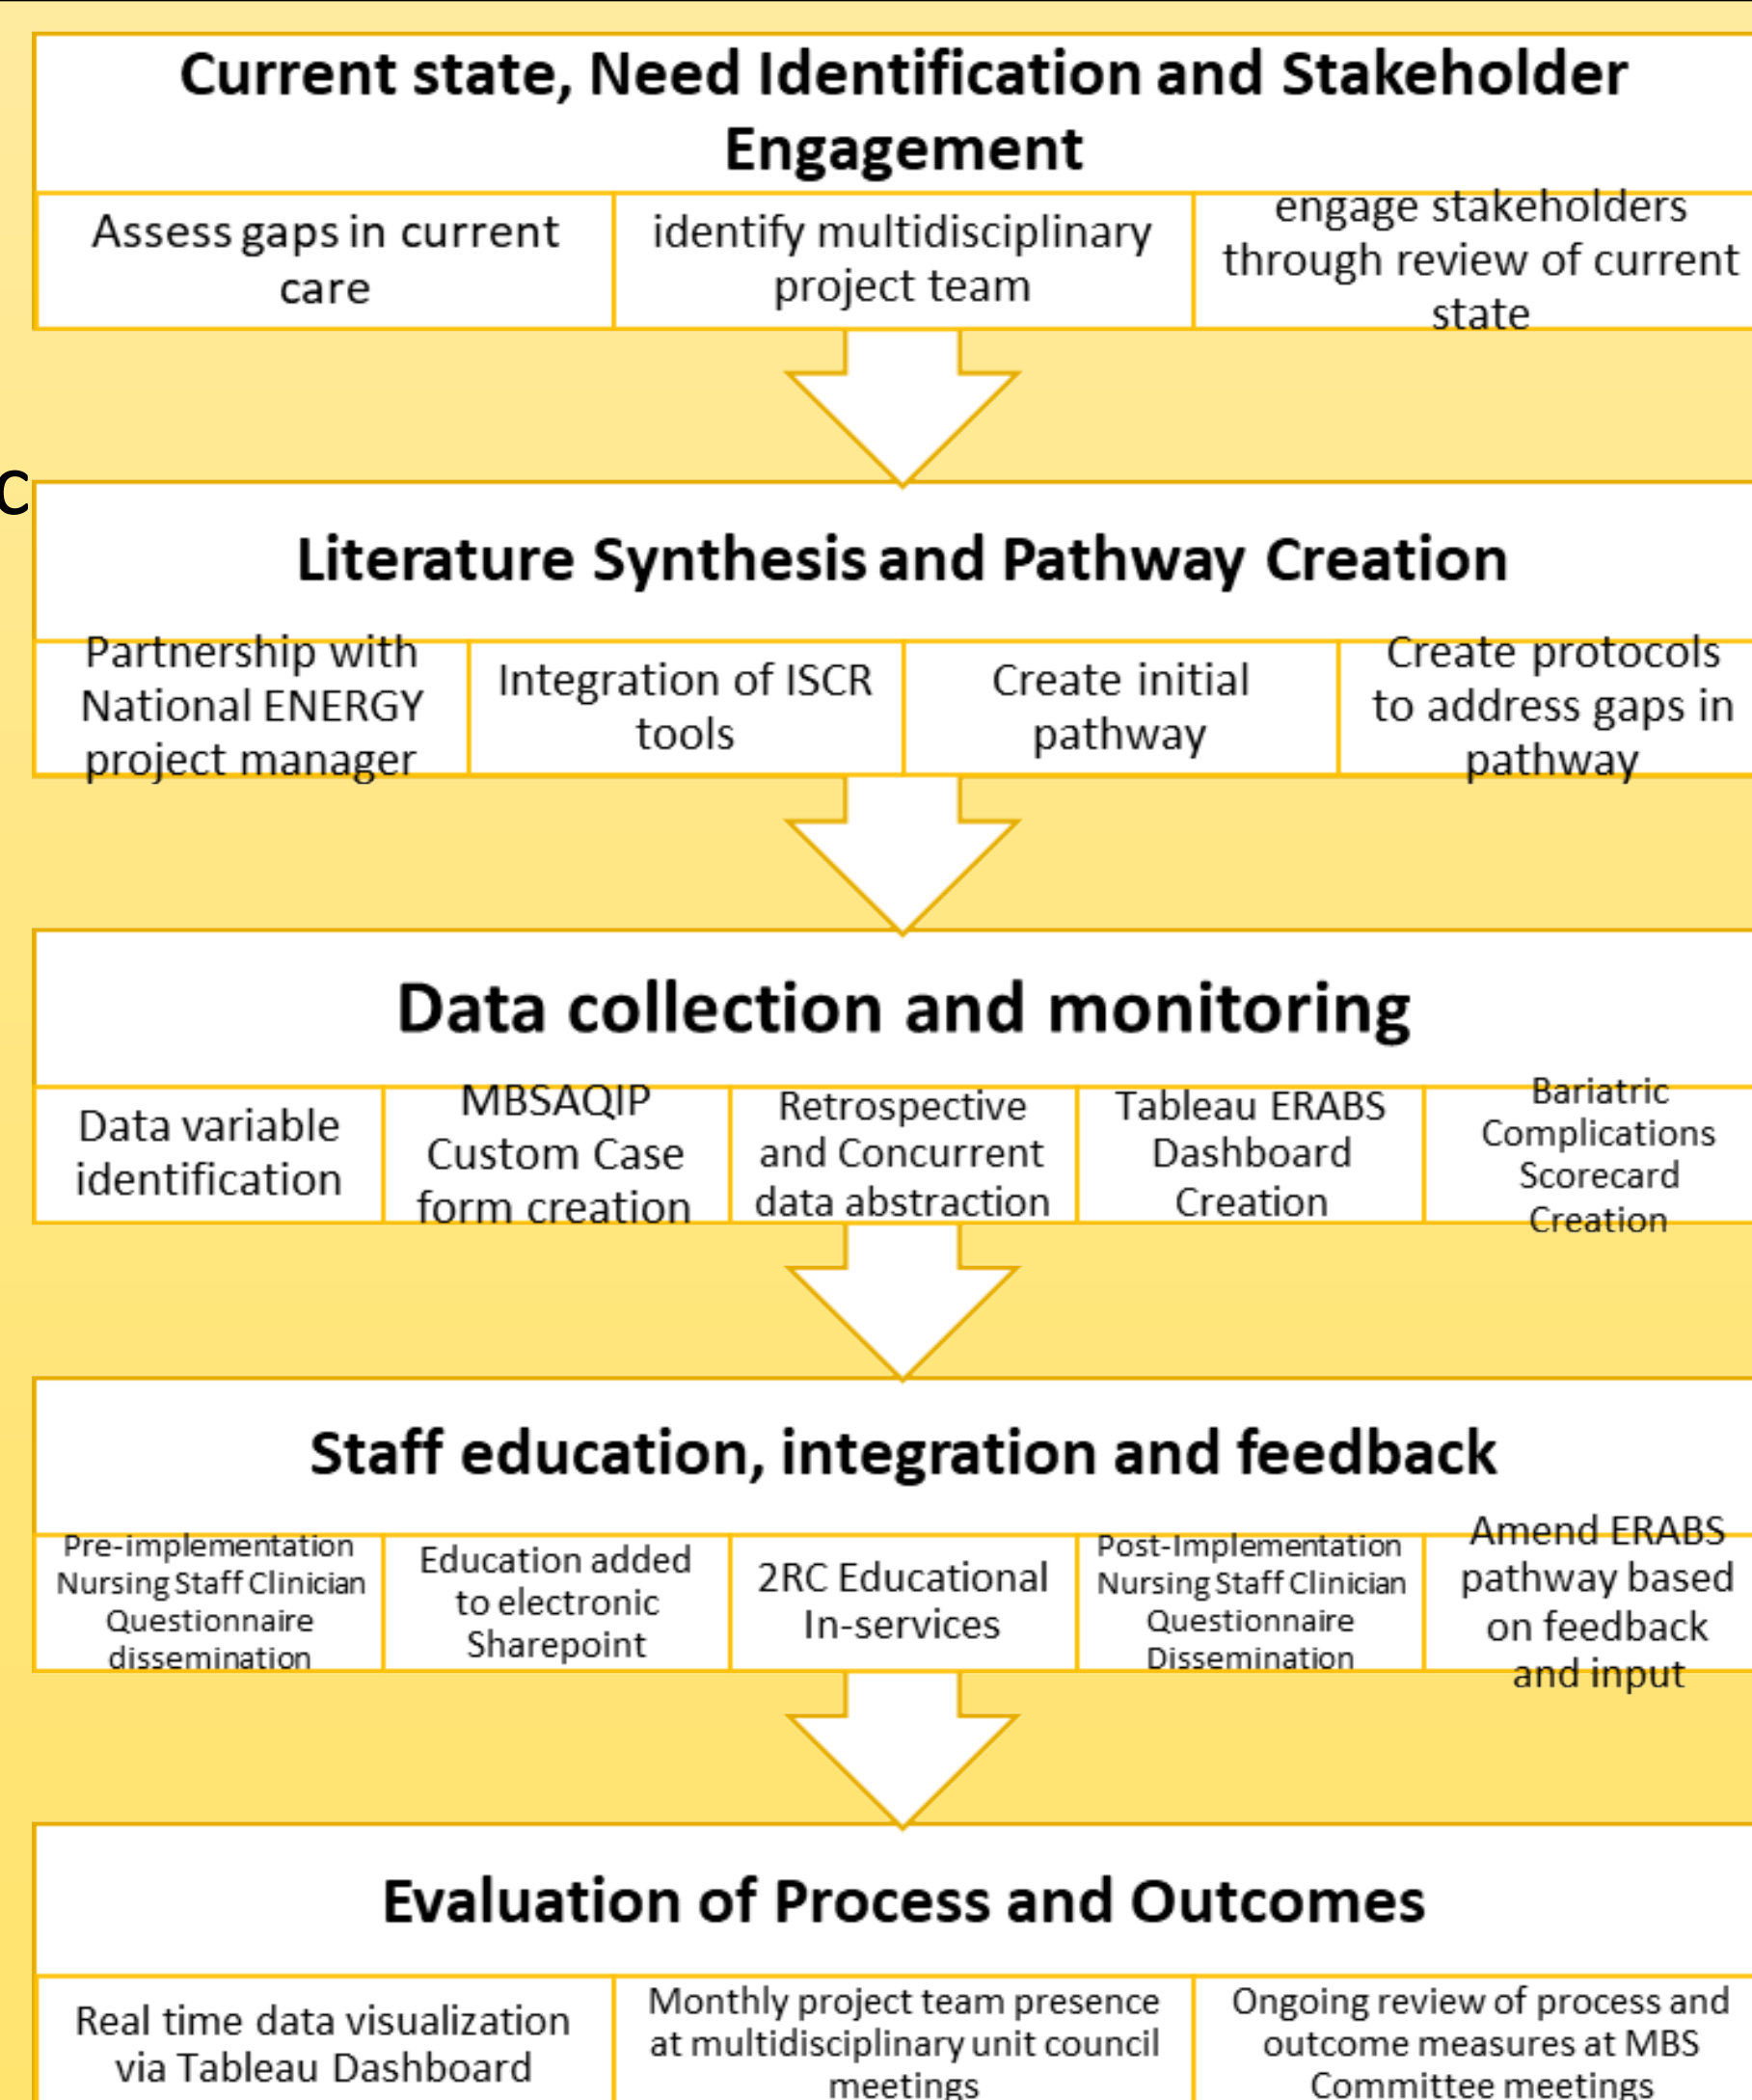 Current state, Need Identification and Stakeholder
Engagement
Assess gaps in current
care
identify multidisciplinary
project team
engage stakeholders
through review of current
state
c
Literature Synthesis and Pathway Creation
Partnership with
National ENERGY
project manager
Integration of ISCR
tools
Create initial
pathway
Create protocols
to address gaps in
pathway
Data collection and monitoring
Data variable
identification
MBSAQIP
Custom Case
form creation
Retrospective
and Concurrent
data abstraction
Tableau ERABS
Dashboard
Creation
Bariatric
Complications
Scorecard
Creation
Staff education, integration and feedback
Pre-implementation
Nursing Staff Clinician
Questionnaire
dissemination
Education added
to electronic
Sharepoint
2RC Educational
In-services
Post-Implementation
Nursing Staff Clinician
Questionnaire
Dissemination
Amend ERABS
pathway based
on feedback
and input
Evaluation of Process and Outcomes
Real time data visualization
via Tableau Dashboard
Monthly project team presence
at multidisciplinary unit council
meetings
Ongoing review of process and
outcome measures at MBS
Committee meetings